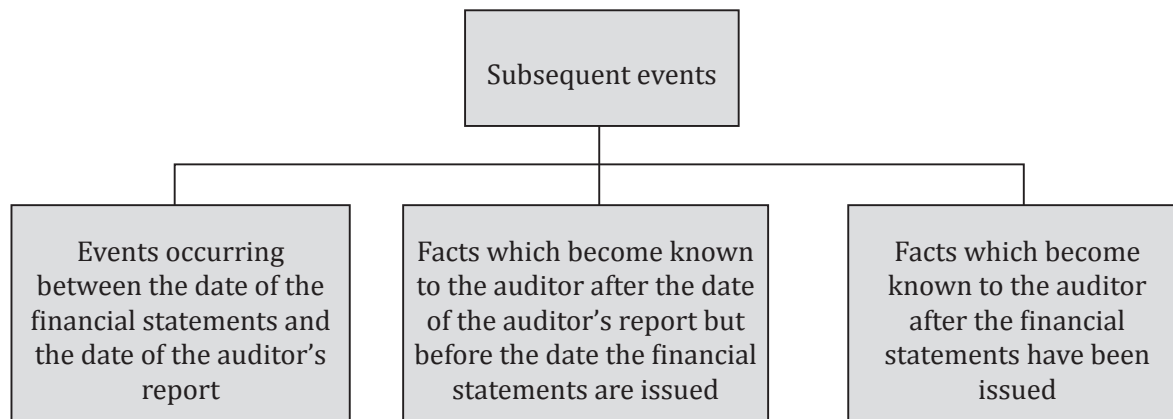 Subsequent events
Events occurring
between the date of the
financial statements and
the date of the auditor’s
report
Facts which become known
to the auditor after the date
of the auditor’s report but
before the date the financial
statements are issued
Facts which become
known to the auditor
after the financial
statements have been
issued